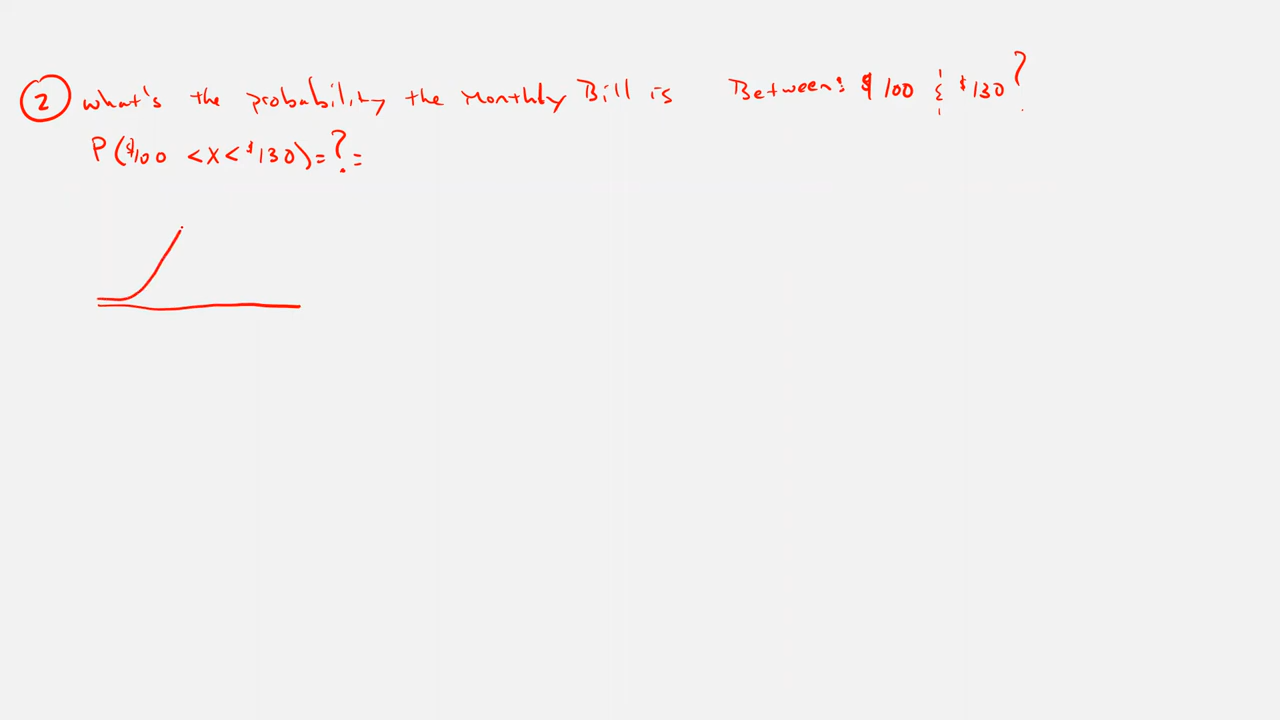 2 what's the probability the Monthly Bill is Between: $100 & $130?
P($100 <X< $130)=?=